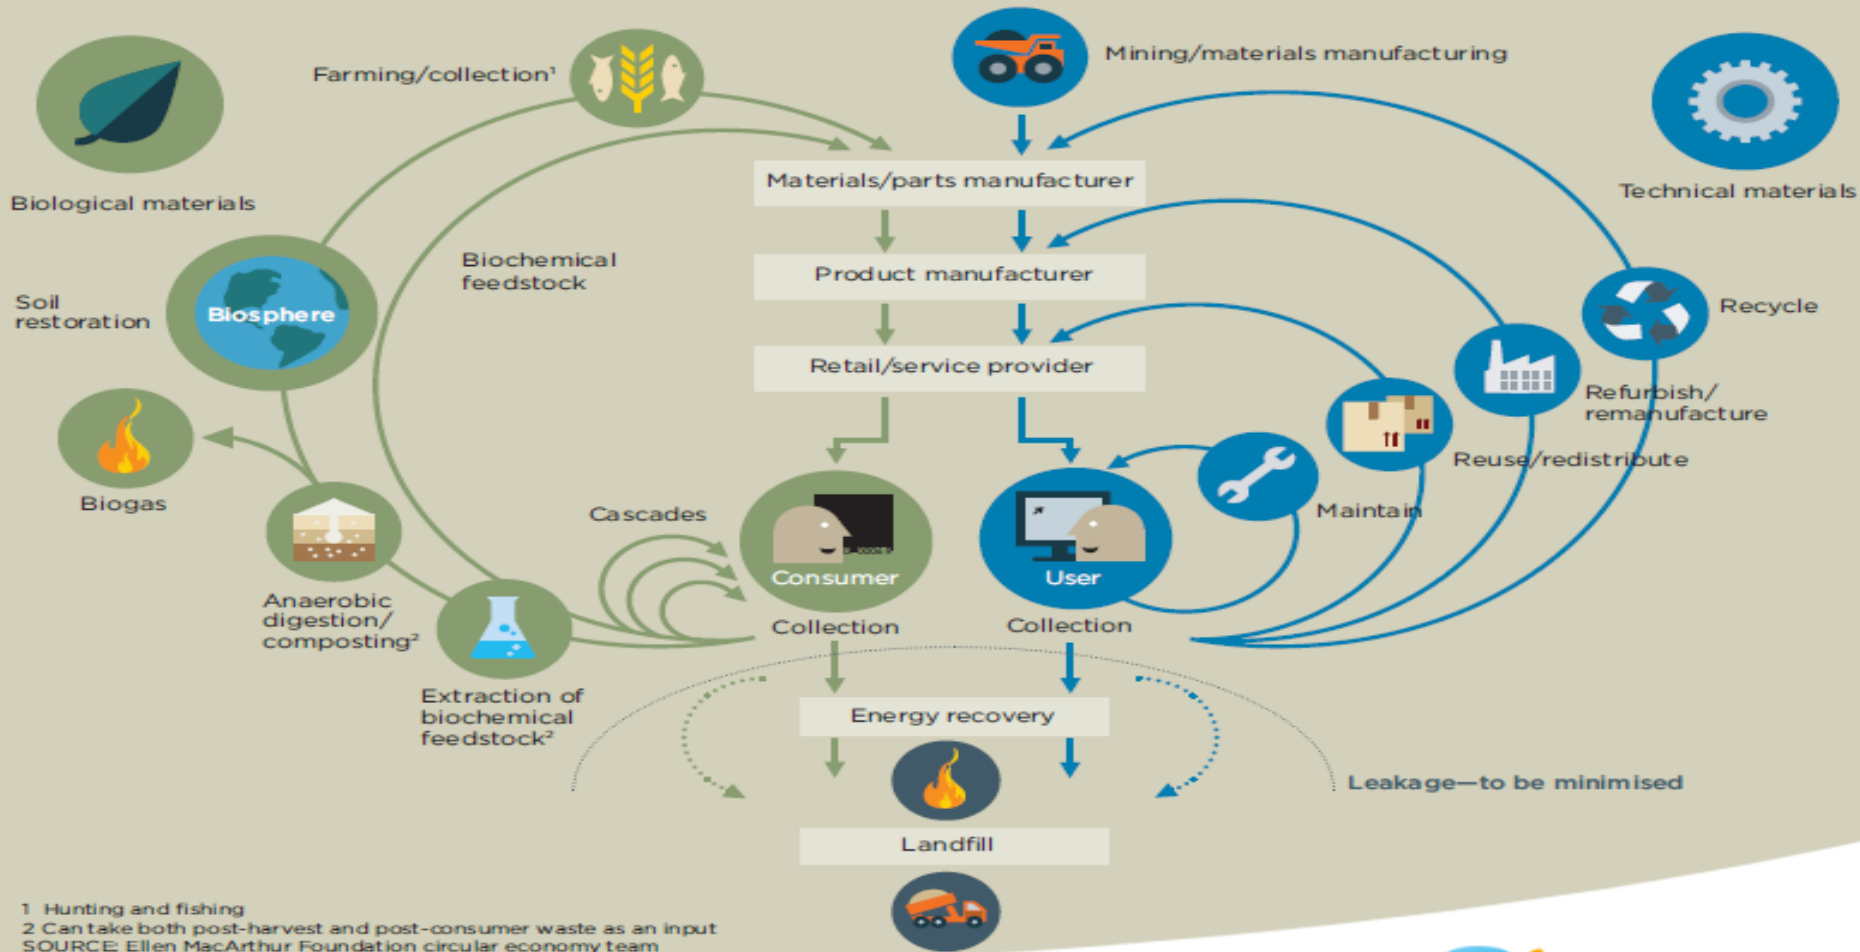 Farming/collection¹
Mining/materials manufacturing
Biological materials
Technical materials
Materials/parts manufacturer
Biochemical
feedstock
Product manufacturer
Soil
restoration
Biosphere
Recycle
Retail/service provider
Refurbish/
remanufacture
Reuse/redistribute
Biogas
Cascades
Maintain
Consumer
User
Anaerobic
digestion/
composting²
Collection
Collection
Extraction of
biochemical
feedstock²
Energy recovery
Leakage—to be minimised
Landfill
1 Hunting and fishing
2 Can take both post-harvest and post-consumer waste as an input
SOURCE: Ellen MacArthur Foundation circular economy team